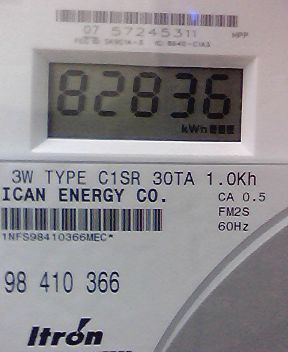 07 57245311 MPP
82836
kWh
3W TYPE C1SR 30TA 1.0Kh
ICAN ENERGY CO. CA 0.5
FM2S
60Hz
1NFS98410366MEC*
98 410 366
Itron